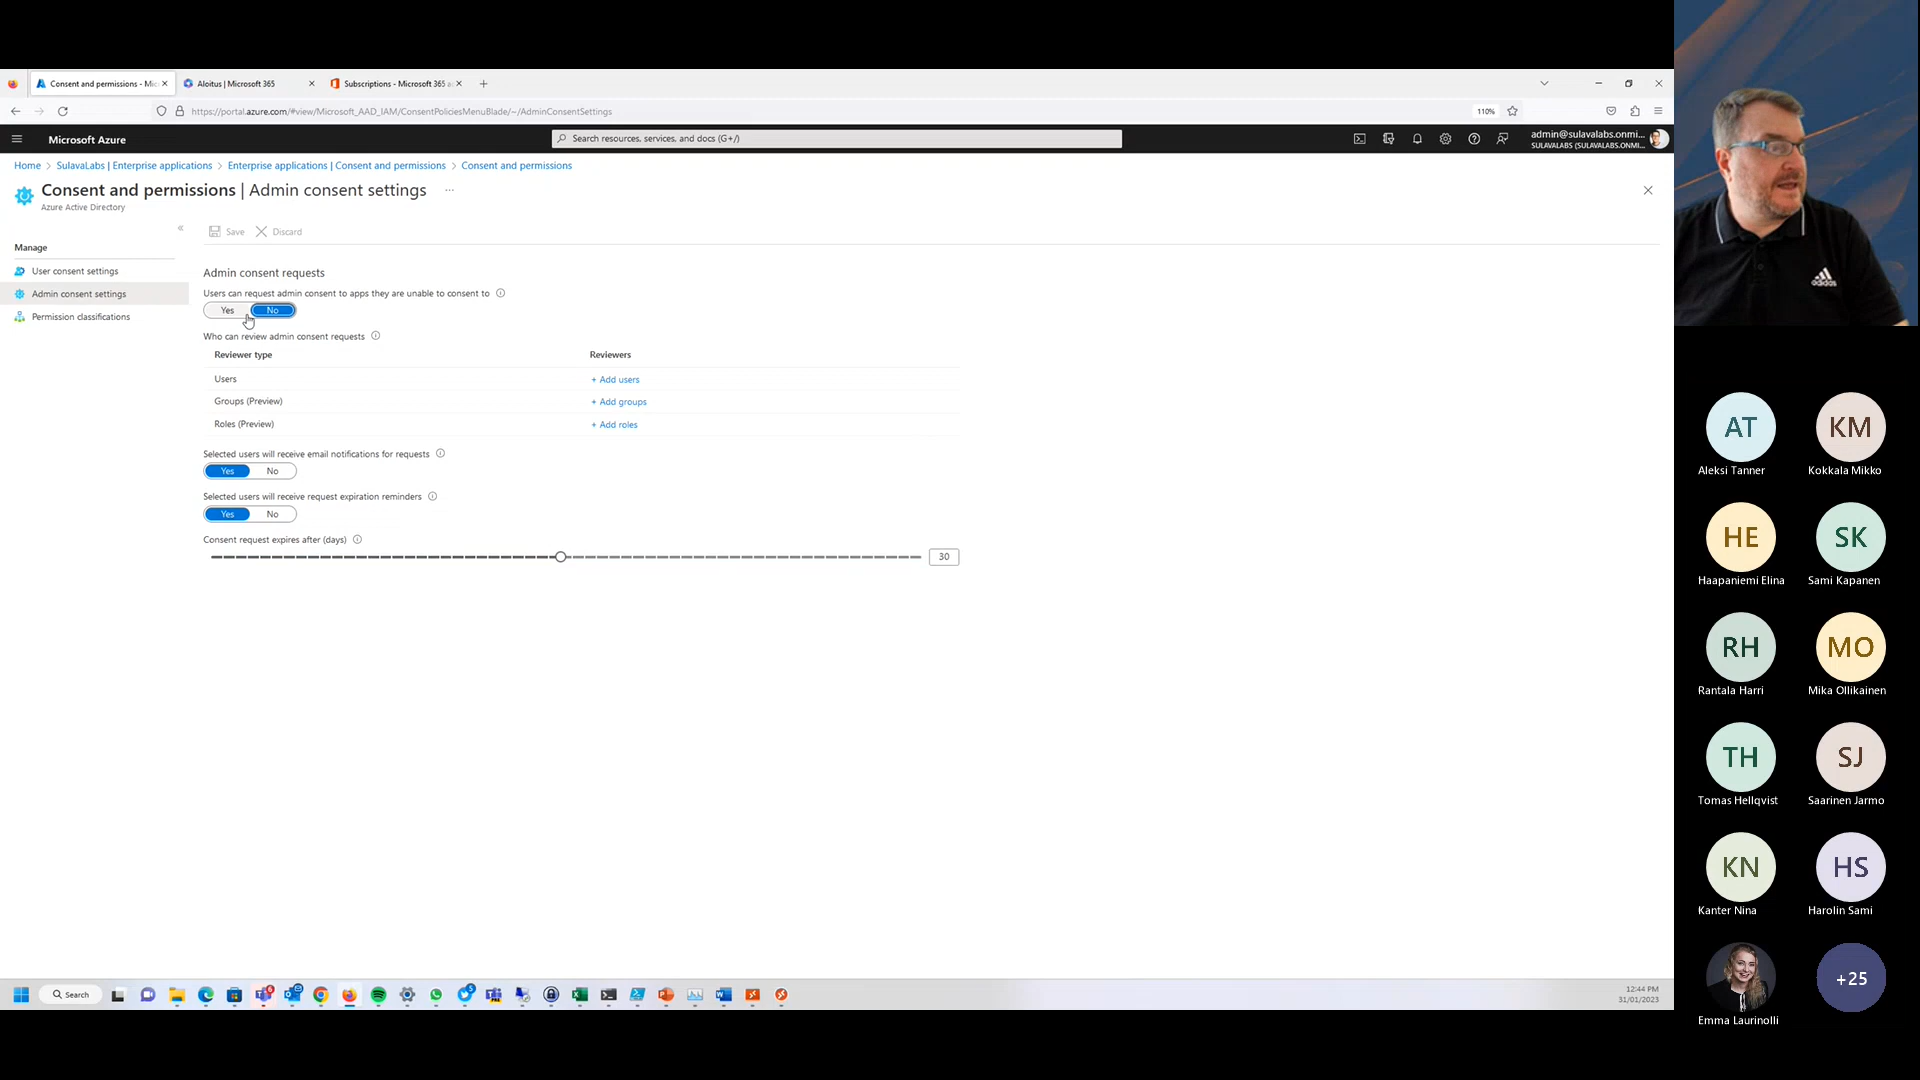 Consent and permissions - Mic
Aloitus | Microsoft 365
Subscriptions - Microsoft 365 a
https://portal.azure.com/#view/Microsoft_AAD_IAM/ConsentPoliciesMenuBlade/~/AdminConsentSettings
110%
Microsoft Azure
Search resources, services, and docs (G+/)
admin@sulavalabs.onmi...
SULAVALABS (SULAVALABS.ONMI...
Home > SulavaLabs | Enterprise applications > Enterprise applications | Consent and permissions > Consent and permissions
Consent and permissions | Admin consent settings ...
Azure Active Directory
Save Discard
Manage
User consent settings
Admin consent settings
Permission classifications
Admin consent requests
Users can request admin consent to apps they are unable to consent to
Yes No
Who can review admin consent requests
Reviewer type Reviewers
Users + Add users
Groups (Preview) + Add groups
Roles (Preview) + Add roles
Selected users will receive email notifications for requests
Yes No
Selected users will receive request expiration reminders
Yes No
Consent request expires after (days)
30
Search
12:44 PM
31/01/2023
adidas
AT KM
Aleksi Tanner Kokkala Mikko
HE SK
Haapaniemi Elina Sami Kapanen
RH MO
Rantala Harri Mika Ollikainen
TH SJ
Tomas Hellqvist Saarinen Jarmo
KN HS
Kanter Nina Harolin Sami
+25
Emma Laurinolli